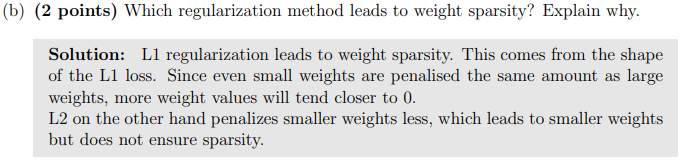 (b) (2 points) Which regularization method leads to weight sparsity? Explain why.
Solution: L1 regularization leads to weight sparsity. This comes from the shape
of the L1 loss. Since even small weights are penalised the same amount as large
weights, more weight values will tend closer to 0.
L2 on the other hand penalizes smaller weights less, which leads to smaller weights
but does not ensure sparsity.